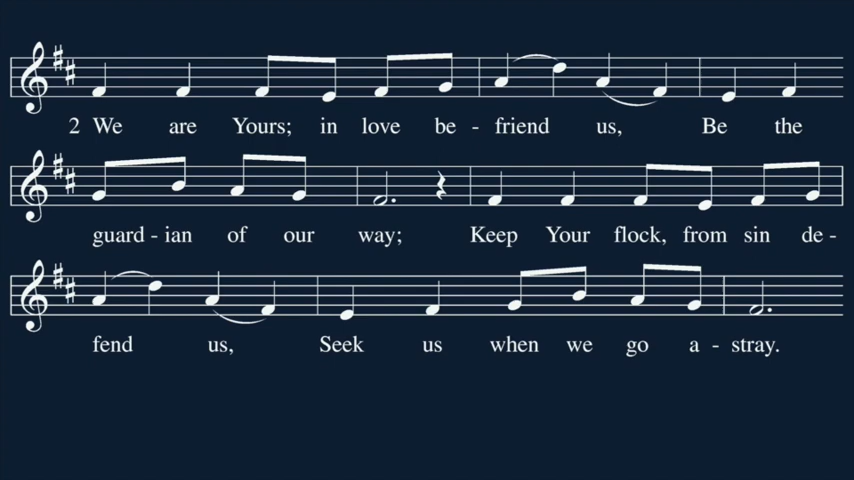 2 We are Yours; in love be - friend us, Be the
guard - ian of our way; Keep Your flock, from sin de -
fend us, Seek us when we go a - stray.